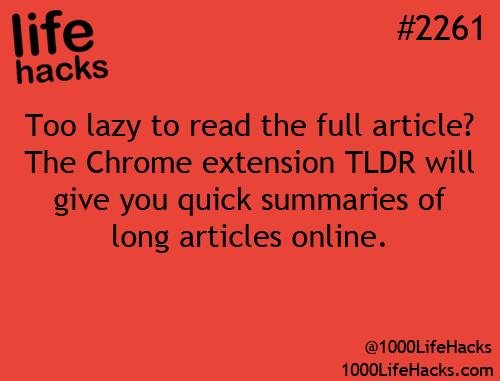 life
hacks
#2261
Too lazy to read the full article?
The Chrome extension TLDR will
give you quick summaries of
long articles online.
@1000LifeHacks
1000LifeHacks.com